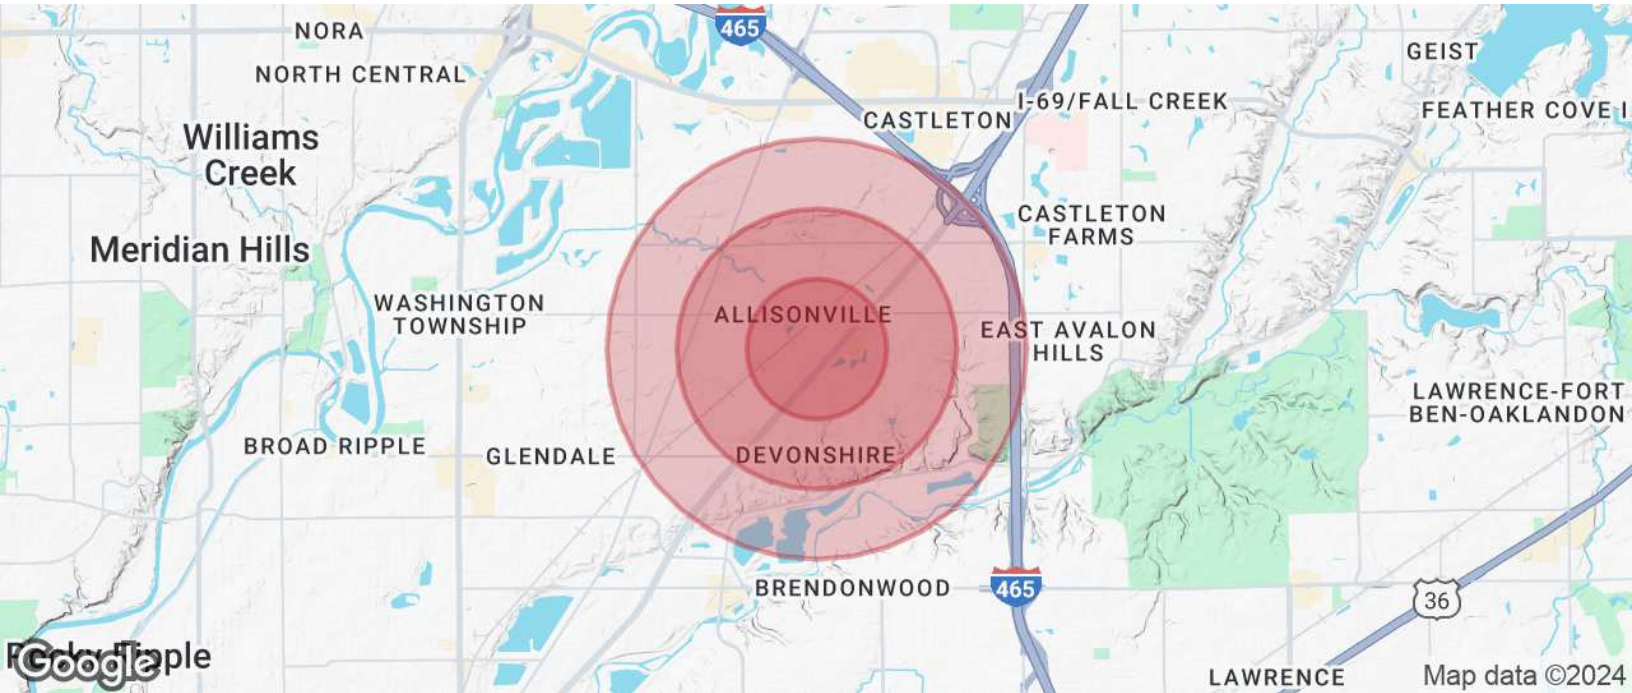 465
NORA
GEIST
NORTH CENTRAL
I-69/FALL CREEK
FEATHER COVE I
CASTLETON
Williams
Creek
CASTLETON
FARMS
Meridian Hills
WASHINGTON
TOWNSHIP
ALLISONVILLE
EAST AVALON
HILLS
LAWRENCE-FORT
BEN-OAKLANDON
BROAD RIPPLE
GLENDALE
DEVONSHIRE
BRENDONWOOD
465
36
Rocky Ripple
Google
LAWRENCE
Map data ©2024